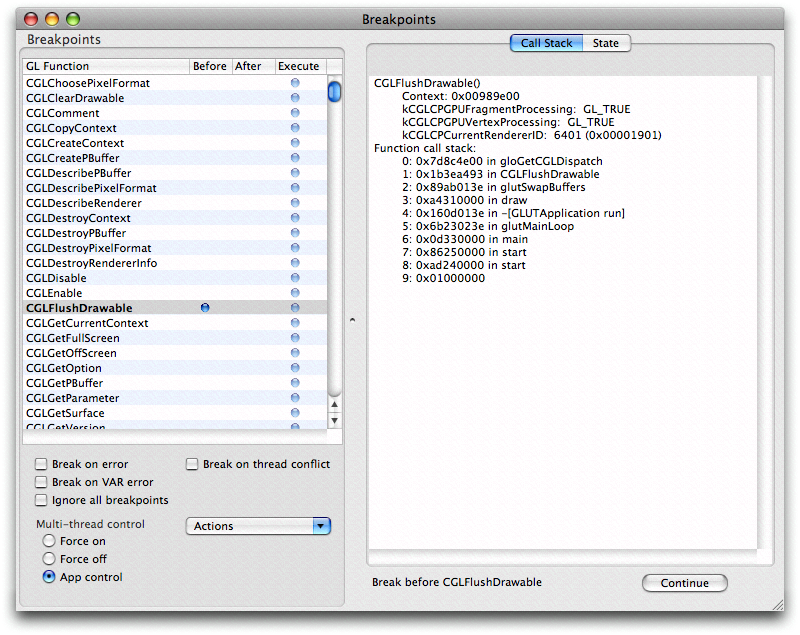 Breakpoints
Breakpoints
GL Function Before After Execute
CGLChoosePixelFormat
CGLClearDrawable
CGLComment
CGLCopyContext
CGLCreateContext
CGLCreatePBuffer
CGLDescribePBuffer
CGLDescribePixelFormat
CGLDescribeRenderer
CGLDestroyContext
CGLDestroyPBuffer
CGLDestroyPixelFormat
CGLDestroyRendererInfo
CGLDisable
CGLEnable
CGLFlushDrawable
CGLGetCurrentContext
CGLGetFullScreen
CGLGetOffScreen
CGLGetOption
CGLGetPBuffer
CGLGetParameter
CGLGetSurface
CGLGetVersion
Break on error
Break on thread conflict
Break on VAR error
Ignore all breakpoints
Multi-thread control
Actions
Force on
Force off
App control
Call Stack State
CGLFlushDrawable()
Context: 0x00989e00
kCGLCPGPUFragmentProcessing: GL_TRUE
kCGLCPGPUVertexProcessing: GL_TRUE
kCGLCPCurrentRendererID: 6401 (0x00001901)
Function call stack:
0: 0x7d8c4e00 in gloGetCGLDispatch
1: 0x1b3ea493 in CGLFlushDrawable
2: 0x89ab013e in glutSwapBuffers
3: 0xa4310000 in draw
4: 0x160d013e in -[GLUTApplication run]
5: 0x6b23023e in glutMainLoop
6: 0x0d330000 in main
7: 0x86250000 in start
8: 0xad240000 in start
9: 0x01000000
Break before CGLFlushDrawable
Continue